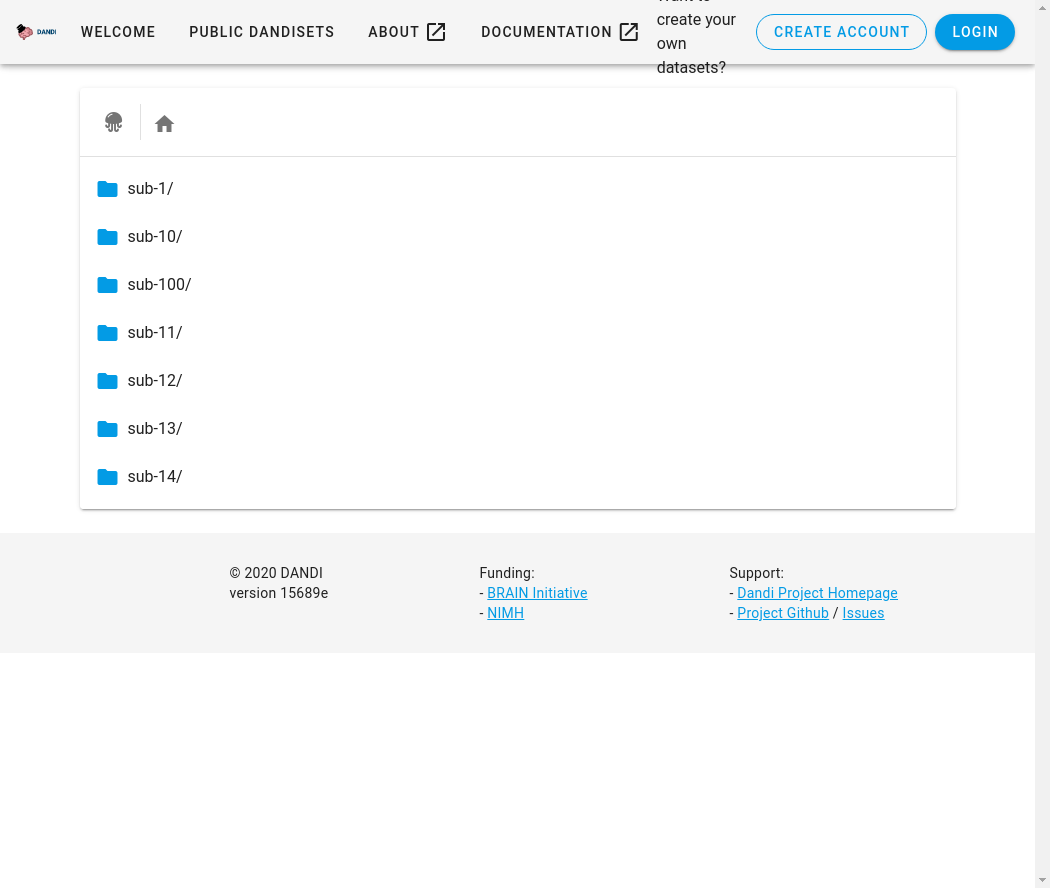 DANDI
WELCOME
PUBLIC DANDISETS
ABOUT
DOCUMENTATION
create your
own
datasets?
CREATE ACCOUNT
LOGIN
sub-1/
sub-10/
sub-100/
sub-11/
sub-12/
sub-13/
sub-14/
© 2020 DANDI
version 15689e
Funding:
- BRAIN Initiative
- NIMH
Support:
- Dandi Project Homepage
- Project Github / Issues